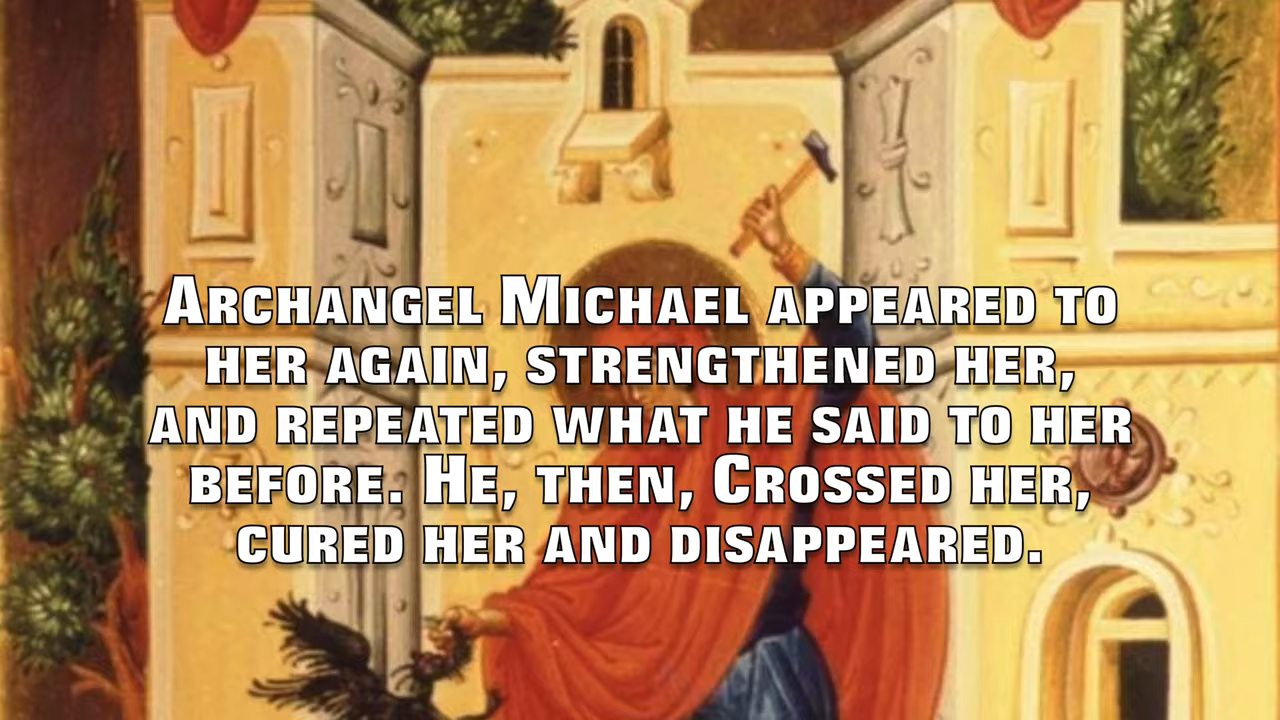 Archangel Michael appeared to
her again, strengthened her,
and repeated what he said to her
before. He, then, Crossed her,
cured her and disappeared.